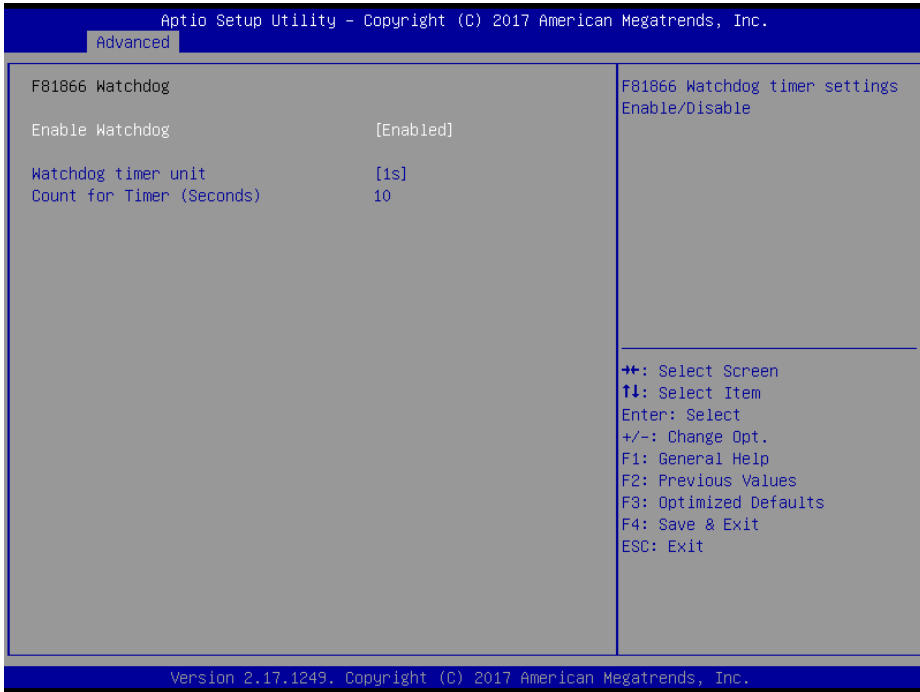 Aptio Setup Utility – Copyright (C) 2017 American Megatrends, Inc.
Advanced
F81866 Watchdog
Enable Watchdog [Enabled]
Watchdog timer unit [1s]
Count for Timer (Seconds) 10
F81866 Watchdog timer settings
Enable/Disable
→←: Select Screen
↑↓: Select Item
Enter: Select
+/-: Change Opt.
F1: General Help
F2: Previous Values
F3: Optimized Defaults
F4: Save & Exit
ESC: Exit
Version 2.17.1249. Copyright (C) 2017 American Megatrends, Inc.